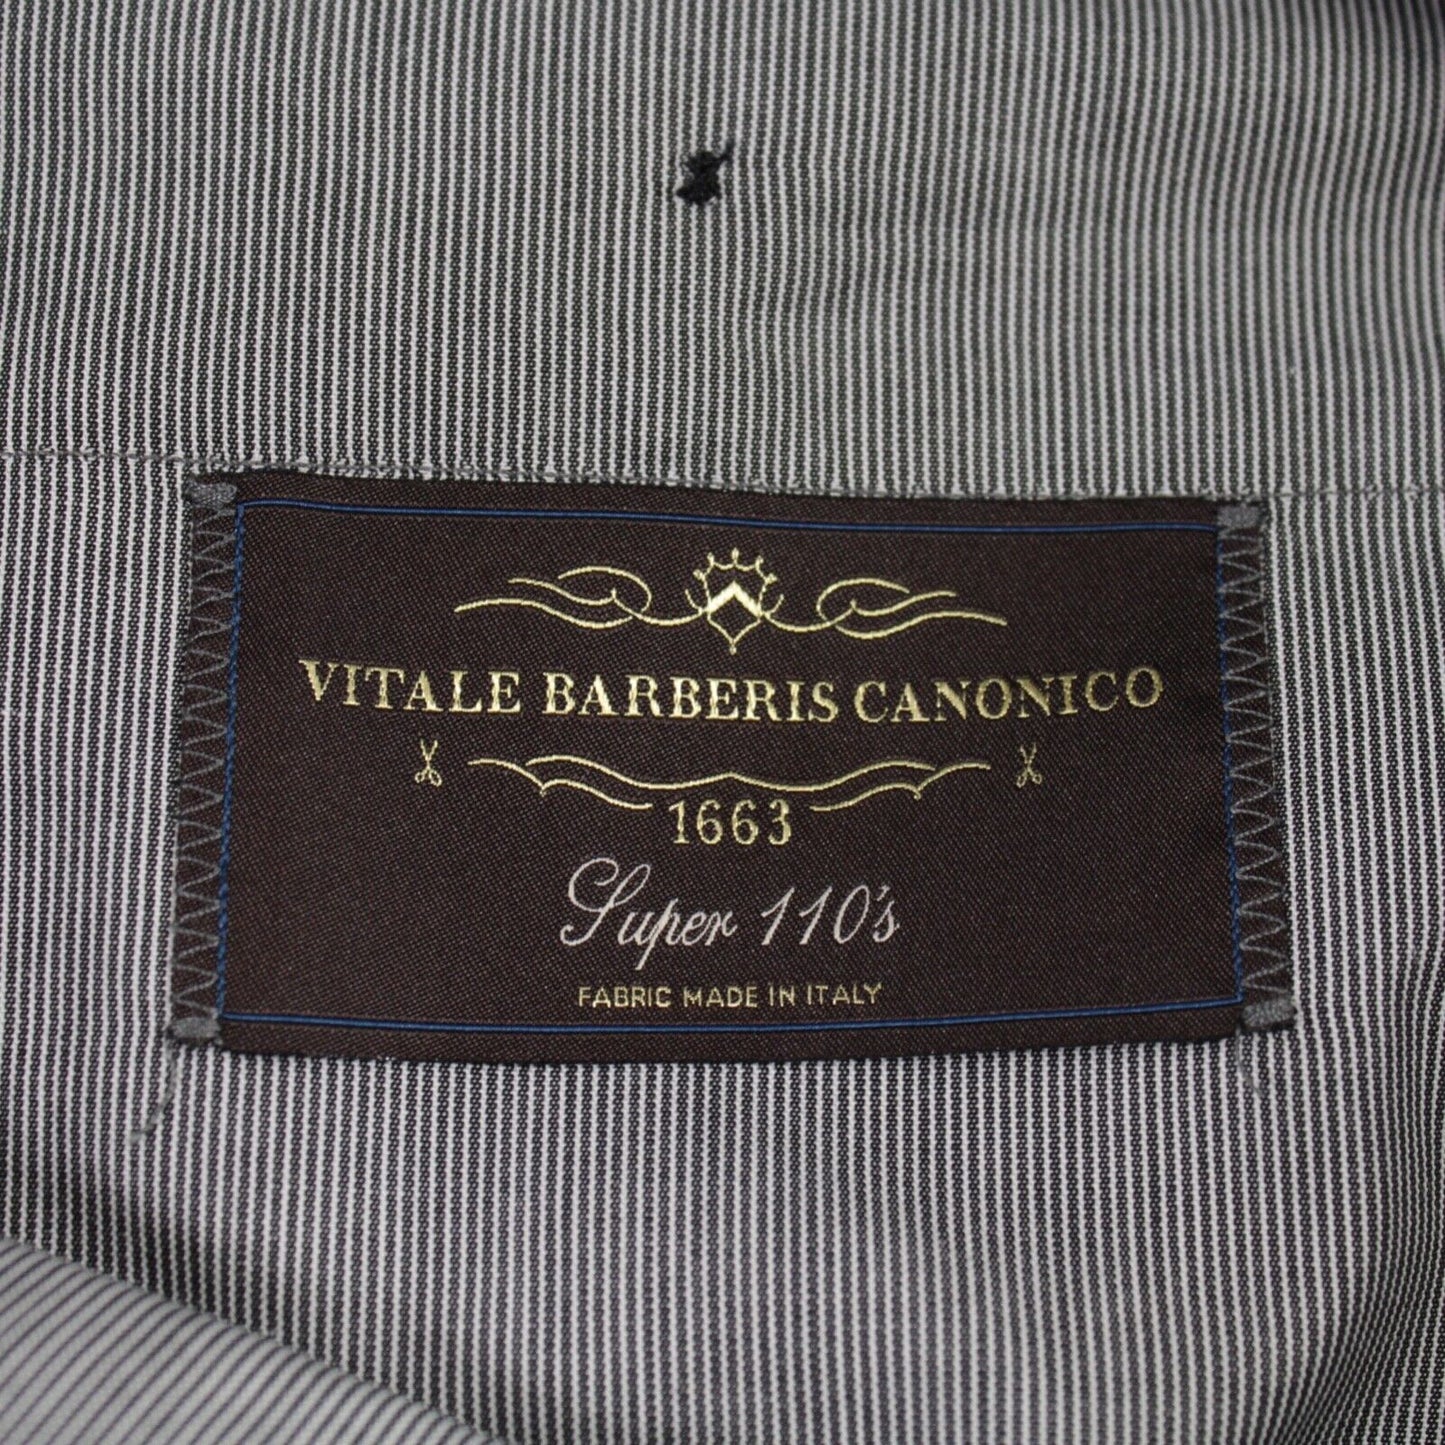 VITALE BARBERIS CANONICO
1663
Super 110's
FABRIC MADE IN ITALY